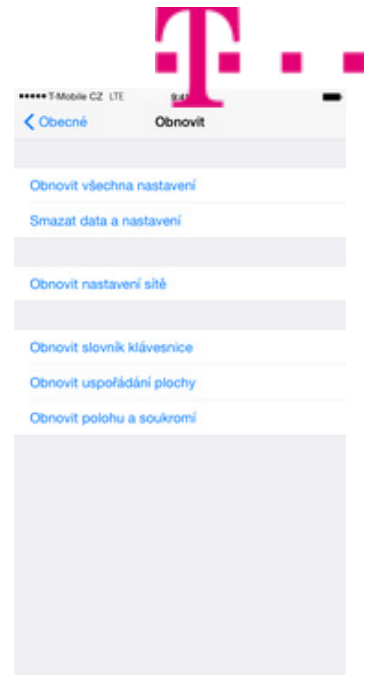 T
T-Mobile CZ LTE 9:41
Obecné Obnovit
Obnovit všechna nastavení
Smazat data a nastavení
Obnovit nastavení sítě
Obnovit slovník klávesnice
Obnovit uspořádání plochy
Obnovit polohu a soukromí